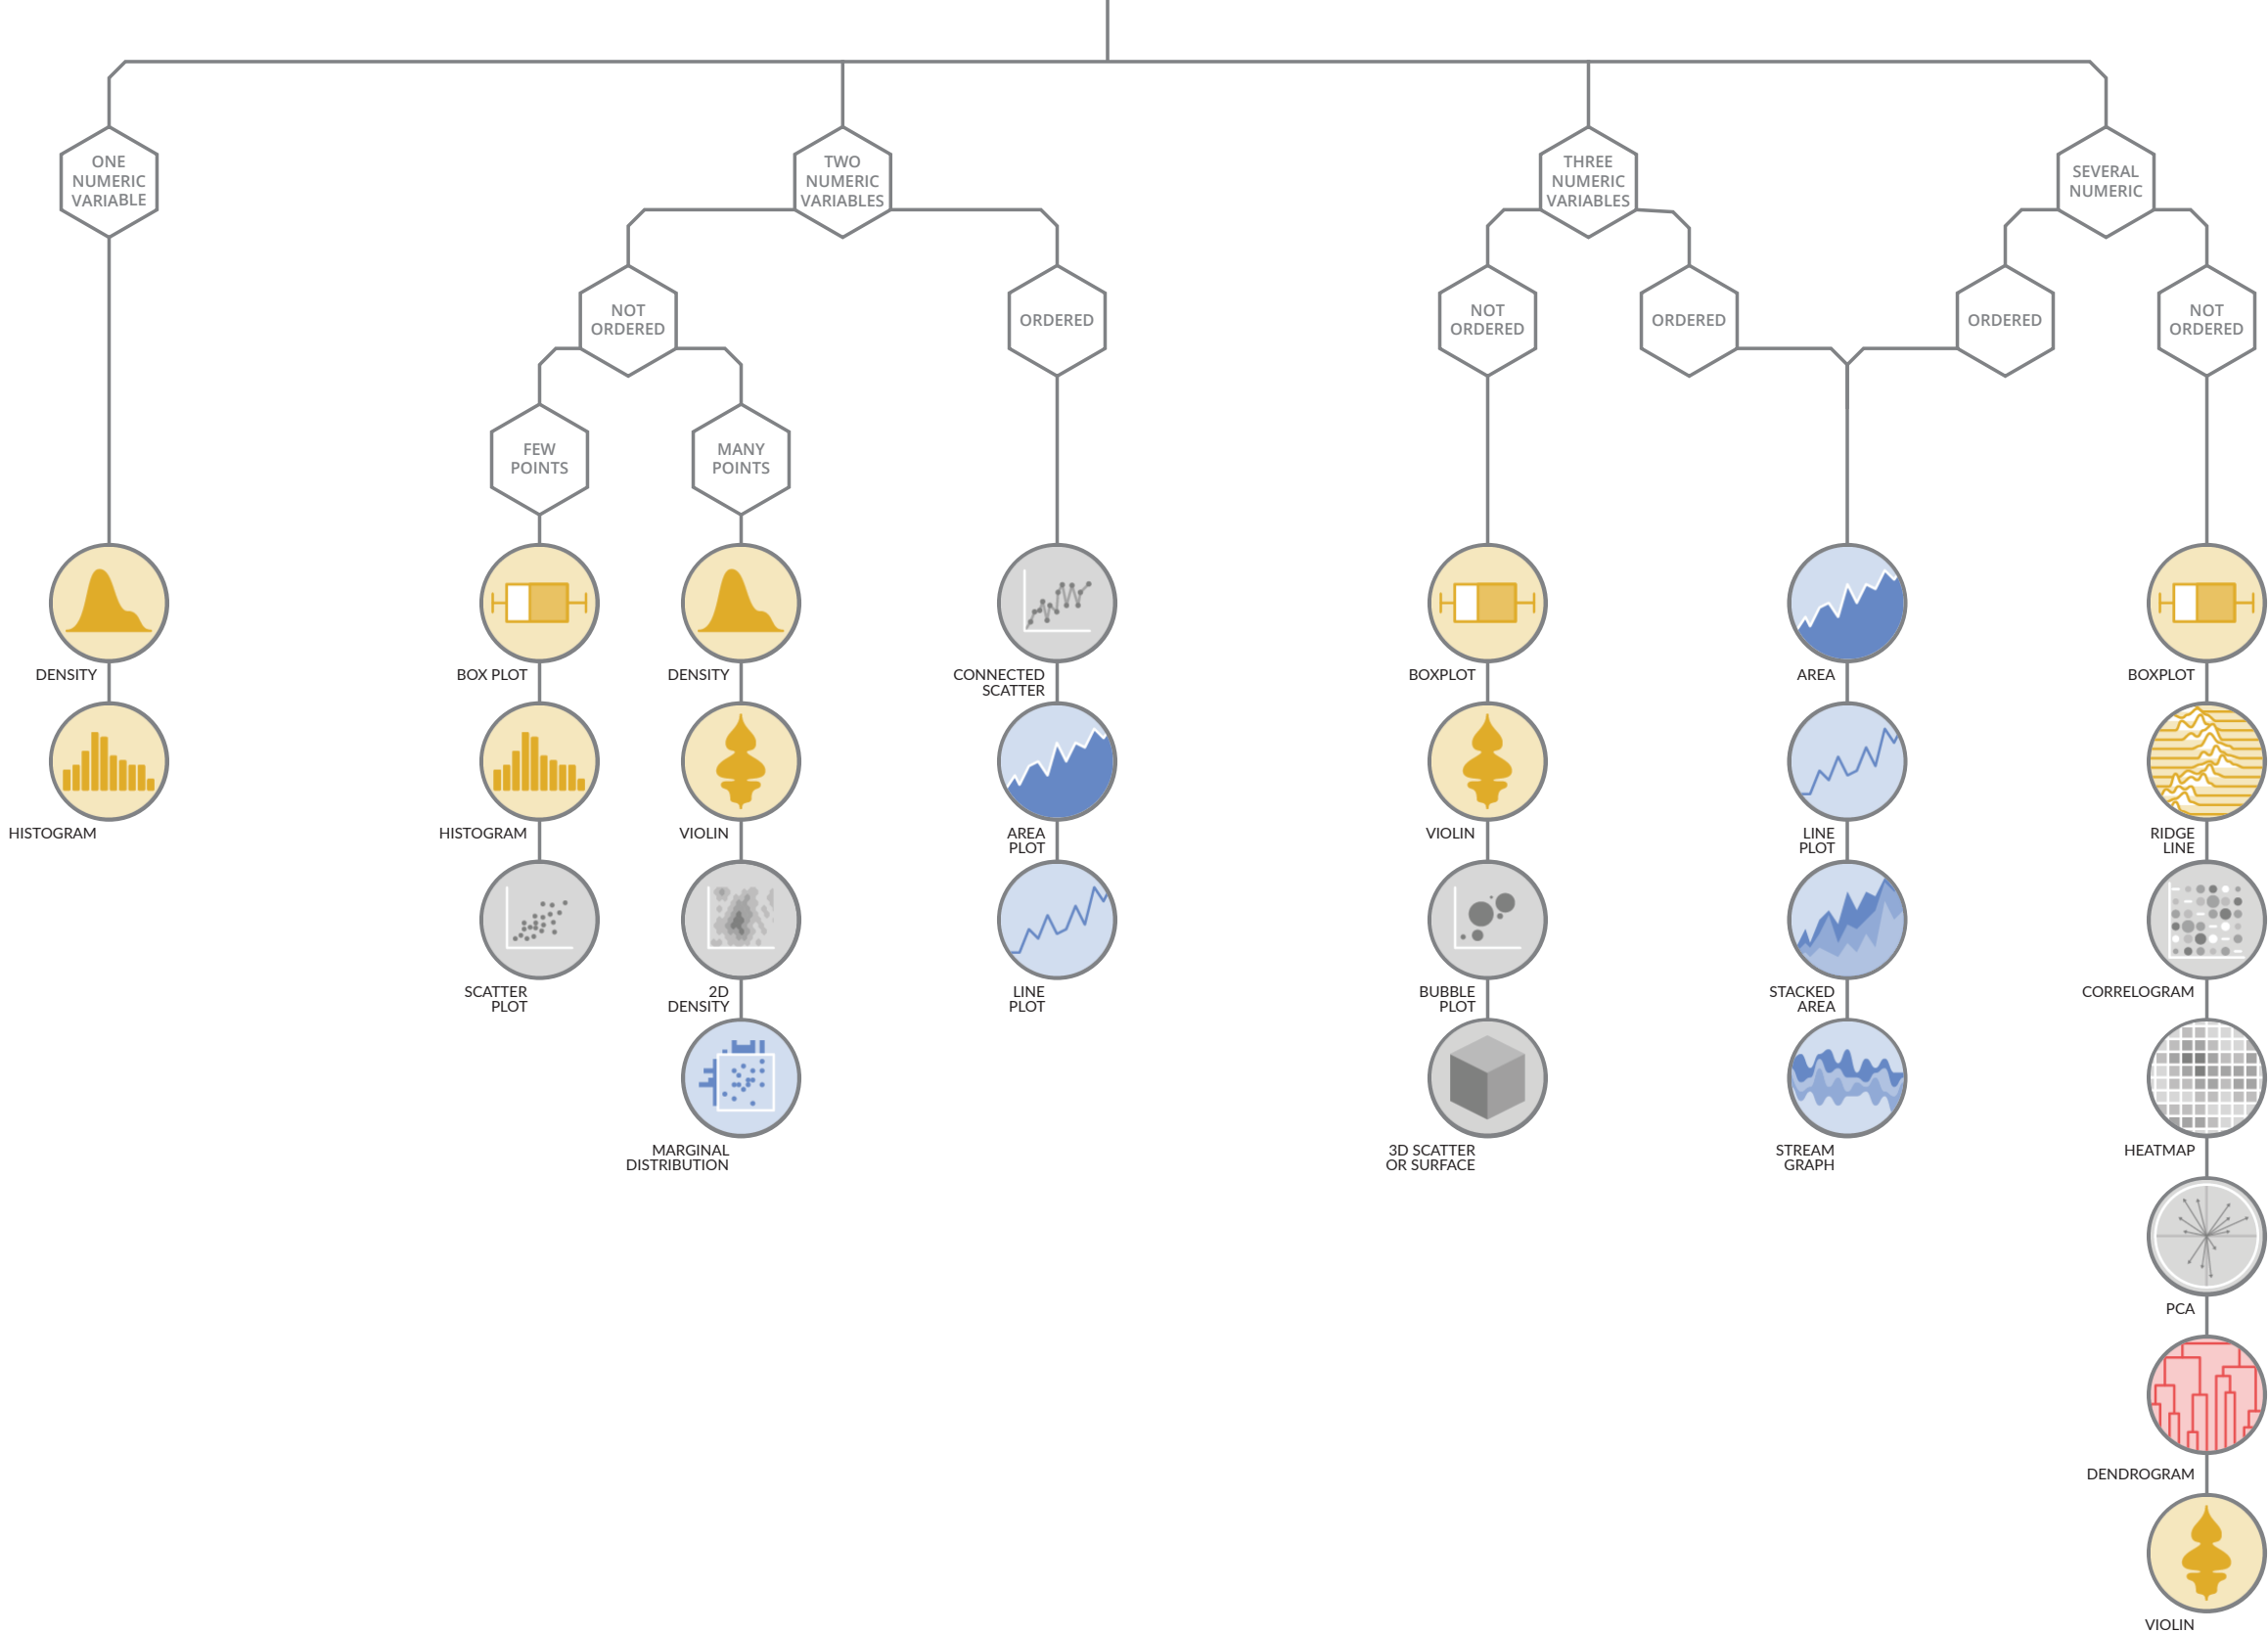 ONE
NUMERIC
VARIABLE
TWO
NUMERIC
VARIABLES
THREE
NUMERIC
VARIABLES
SEVERAL
NUMERIC
NOT
ORDERED
ORDERED
NOT
ORDERED
ORDERED
ORDERED
NOT
ORDERED
FEW
POINTS
MANY
POINTS
DENSITY
BOX PLOT
DENSITY
CONNECTED
SCATTER
BOXPLOT
AREA
BOXPLOT
HISTOGRAM
HISTOGRAM
VIOLIN
AREA
PLOT
VIOLIN
LINE
PLOT
RIDGE
LINE
SCATTER
PLOT
2D
DENSITY
LINE
PLOT
BUBBLE
PLOT
STACKED
AREA
CORRELOGRAM
MARGINAL
DISTRIBUTION
3D SCATTER
OR SURFACE
STREAM
GRAPH
HEATMAP
PCA
DENDROGRAM
VIOLIN